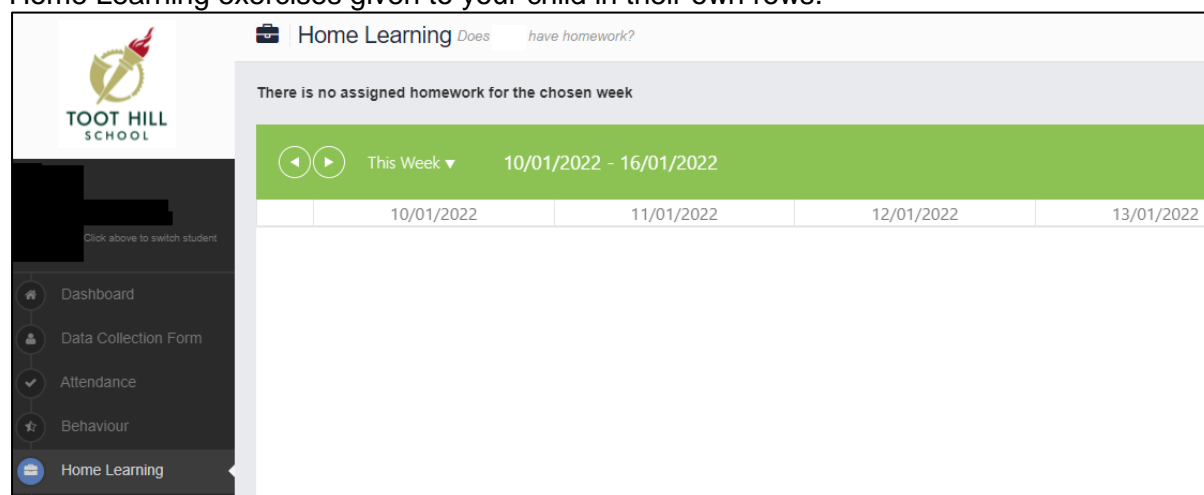 Home Learning exercises given to your child in their own rows.
TOOT HILL
SCHOOL
Click above to switch student
Dashboard
Data Collection Form
Attendance
Behaviour
Home Learning
Home Learning Does have homework?
There is no assigned homework for the chosen week
This Week ▼ 10/01/2022 - 16/01/2022
10/01/2022 11/01/2022 12/01/2022 13/01/2022